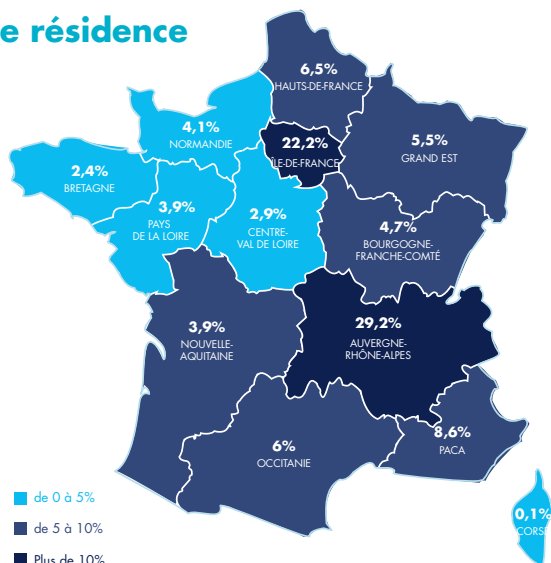 e résidence
6,5%
HAUTS-DE-FRANCE
4,1%
NORMANDIE
22,2%
ÎLE-DE-FRANCE
5,5%
GRAND EST
2,4%
BRETAGNE
3,9%
PAYS
DE LA LOIRE
2,9%
CENTRE-
VAL DE LOIRE
4,7%
BOURGOGNE-
FRANCHE-COMTÉ
3,9%
NOUVELLE-
AQUITAINE
29,2%
AUVERGNE-
RHÔNE-ALPES
6%
OCCITANIE
8,6%
PACA
0,1%
CORSE
de 0 à 5%
de 5 à 10%
Plus de 10%